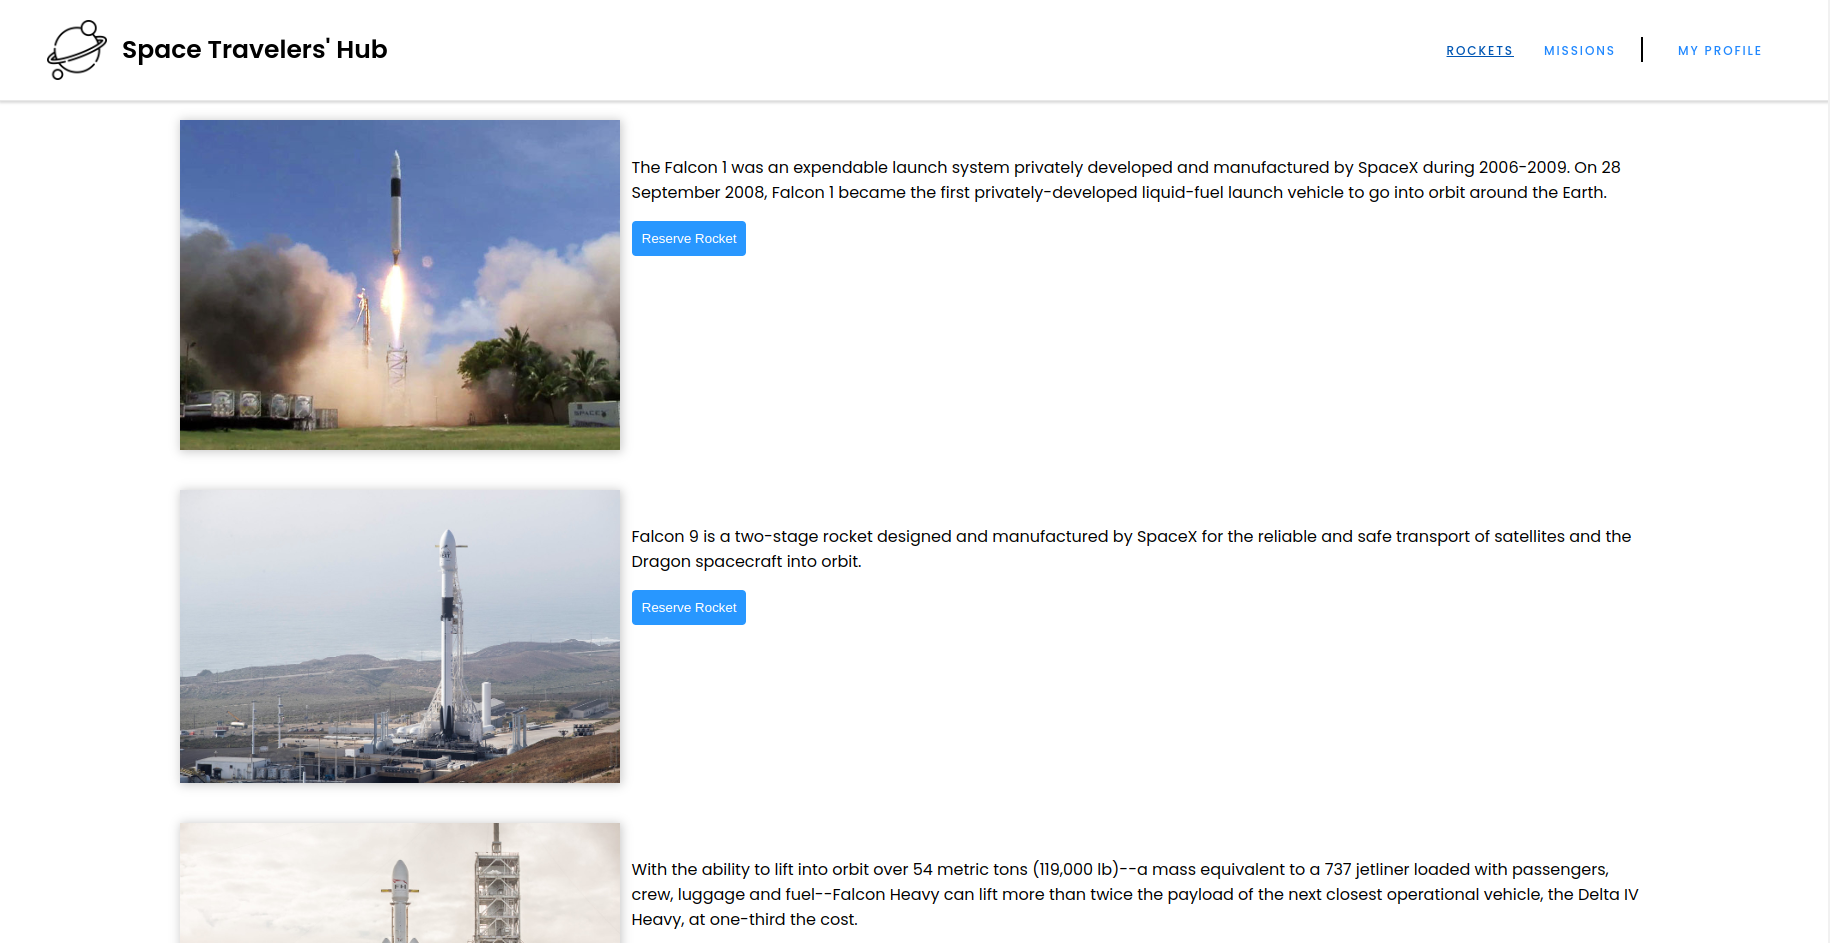 Space Travelers' Hub
ROCKETS
MISSIONS
MY PROFILE
The Falcon 1 was an expendable launch system privately developed and manufactured by SpaceX during 2006-2009. On 28
September 2008, Falcon 1 became the first privately-developed liquid-fuel launch vehicle to go into orbit around the Earth.
Reserve Rocket
SPACEX
Falcon 9 is a two-stage rocket designed and manufactured by SpaceX for the reliable and safe transport of satellites and the
Dragon spacecraft into orbit.
Reserve Rocket
With the ability to lift into orbit over 54 metric tons (119,000 lb)--a mass equivalent to a 737 jetliner loaded with passengers,
crew, luggage and fuel--Falcon Heavy can lift more than twice the payload of the next closest operational vehicle, the Delta IV
Heavy, at one-third the cost.
FH